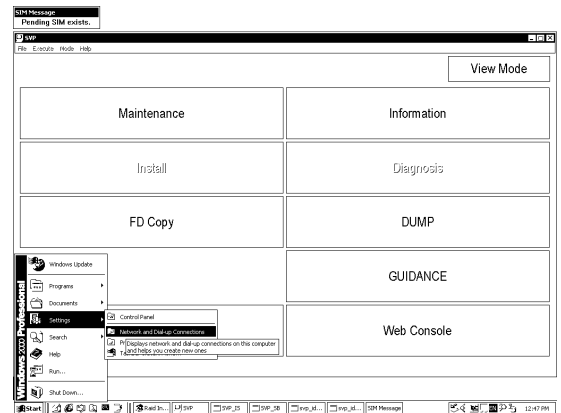 SIM Message
Pending SIM exists.
SVP
File Execute Mode Help
View Mode
Maintenance
Information
Install
Diagnosis
FD Copy
DUMP
GUIDANCE
Web Console
Windows 2000 Professional
Windows Update
Programs
Documents
Settings
Search
Help
Run...
Shut Down...
Control Panel
Network and Dial-up Connections
Displays network and dial-up connections on this computer
and helps you create new ones
Start
Raid In...
SVP
SVP_IS
SVP_SB
svp_id...
svp_id...
SIM Message
12:47 PM